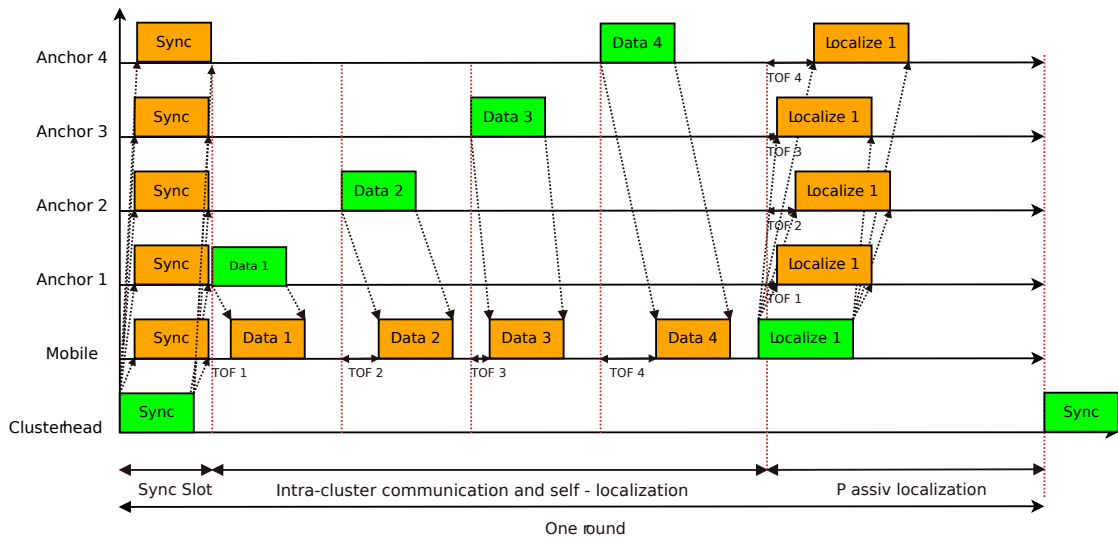 Anchor 4
Sync
Data 4
Localize 1
TOF 4
Anchor 3
Sync
Data 3
Localize 1
TOF 3
Anchor 2
Sync
Data 2
Localize 1
TOF 2
Anchor 1
Sync
Data 1
Localize 1
TOF 1
Mobile
Sync
Data 1
Data 2
Data 3
Data 4
Localize 1
TOF 1
TOF 2
TOF 3
TOF 4
Clusterhead
Sync
Sync
Sync Slot
Intra-cluster communication and self - localization
P assiv localization
One round